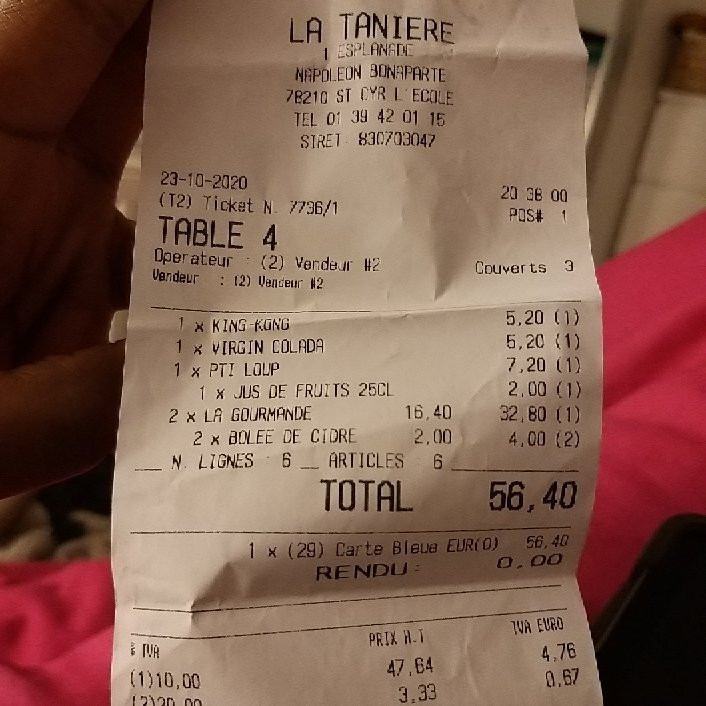 LA TANIERE
1 ESPLANADE
NAPOLEON BONAPARTE
78210 ST CYR L'ECOLE
TEL 01 39 42 01 15
SIRET 830703047
23-10-2020 20 38 00
(T2) Ticket N. 7736/1 POS# 1
TABLE 4
Operateur : (2) Vendeur #2 Couverts 3
Vendeur : (2) Vendeur #2
1 x KING-KONG 5,20 (1)
1 x VIRGIN COLADA 5,20 (1)
1 x PTI LOUP 7,20 (1)
1 x JUS DE FRUITS 25CL 2,00 (1)
2 x LA GOURMANDE 16,40 32,80 (1)
2 x BOLEE DE CIDRE 2,00 4,00 (2)
N. LIGNES : 6 ARTICLES 6
TOTAL 56,40
1 x (29) Carte Bleue EUR(0) 56,40
RENDU : 0.00
% TVA PRIX H.T TVA EURO
(1)10,00 47,64 4,76
(2)20,00 3,33 0,67